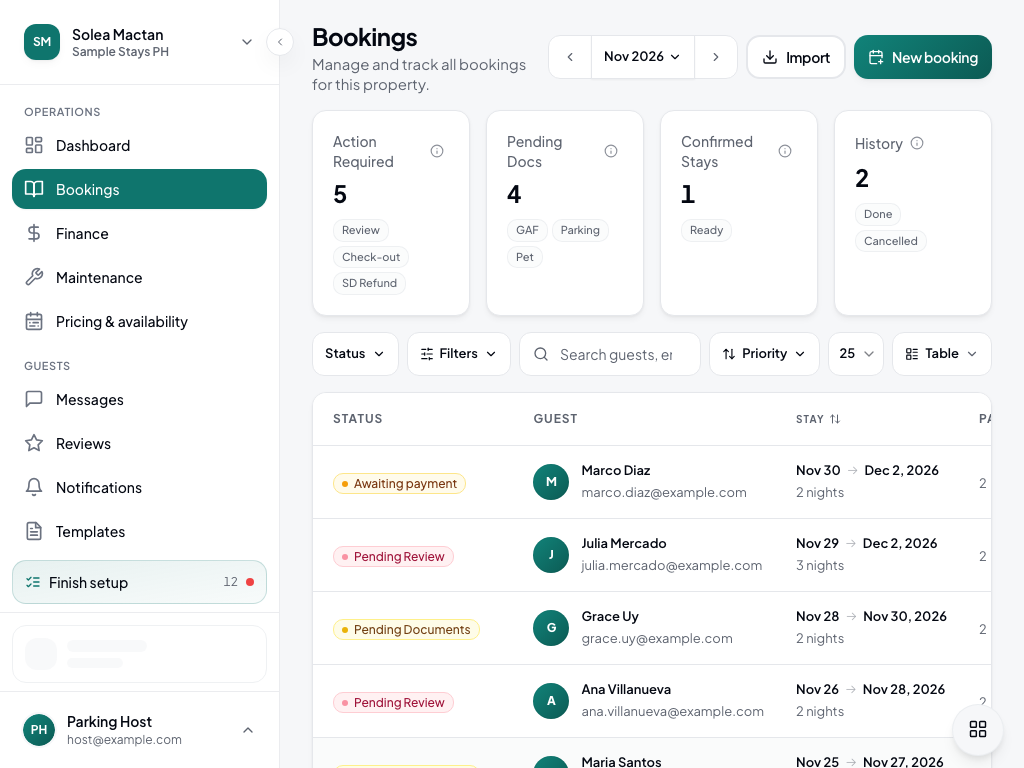 SM
Solea Mactan
Sample Stays PH
OPERATIONS
Dashboard
Bookings
Finance
Maintenance
Pricing & availability
GUESTS
Messages
Reviews
Notifications
Templates
Finish setup 12
PH
Parking Host
host@example.com
Bookings
Manage and track all bookings
for this property.
Nov 2026
Import
New booking
Action
Required
5
Review
Check-out
SD Refund
Pending
Docs
4
GAF Parking
Pet
Confirmed
Stays
1
Ready
History
2
Done
Cancelled
Status
Filters
Search guests, er
Priority
25
Table
STATUS GUEST STAY PA
Awaiting payment M Marco Diaz Nov 30 → Dec 2, 2026 2
marco.diaz@example.com 2 nights
Pending Review J Julia Mercado Nov 29 → Dec 2, 2026 2
julia.mercado@example.com 3 nights
Pending Documents G Grace Uy Nov 28 → Nov 30, 2026 2
grace.uy@example.com 2 nights
Pending Review A Ana Villanueva Nov 26 → Nov 28, 2026 2
ana.villanueva@example.com 2 nights
Maria Santos Nov 25 → Nov 27, 2026